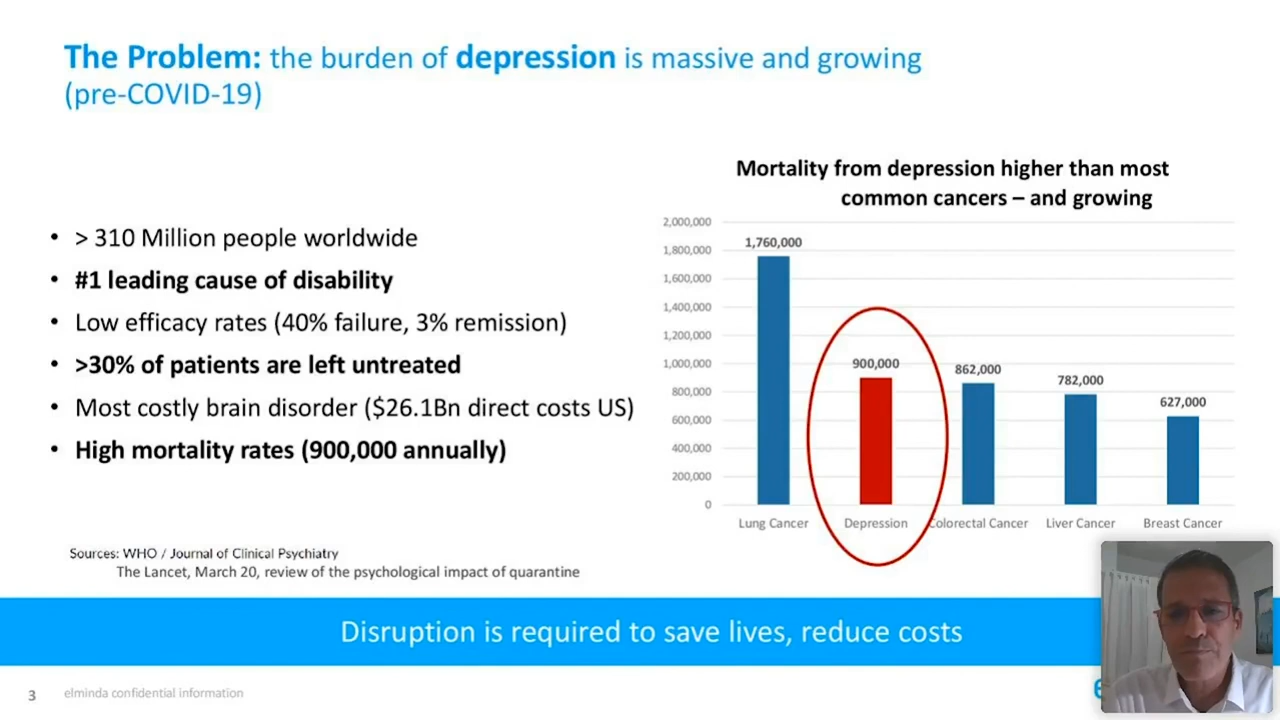 The Problem: the burden of depression is massive and growing
(pre-COVID-19)
• > 310 Million people worldwide
• #1 leading cause of disability
• Low efficacy rates (40% failure, 3% remission)
• >30% of patients are left untreated
• Most costly brain disorder ($26.1Bn direct costs US)
• High mortality rates (900,000 annually)
Sources: WHO / Journal of Clinical Psychiatry
The Lancet, March 20, review of the psychological impact of quarantine
Mortality from depression higher than most
common cancers – and growing
2,000,000
1,800,000
1,600,000
1,400,000
1,200,000
1,000,000
800,000
600,000
400,000
200,000
0
1,760,000
900,000
862,000
782,000
627,000
Lung Cancer
Depression
Colorectal Cancer
Liver Cancer
Breast Cancer
Disruption is required to save lives, reduce costs
3
elminda confidential information